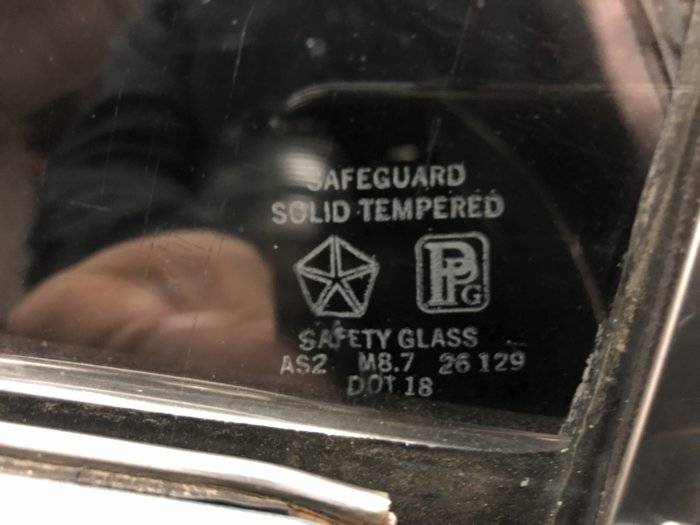 SAFEGUARD
SOLID TEMPERED
PPG
SAFETY GLASS
AS2 M8.7 26 129
DOT 18